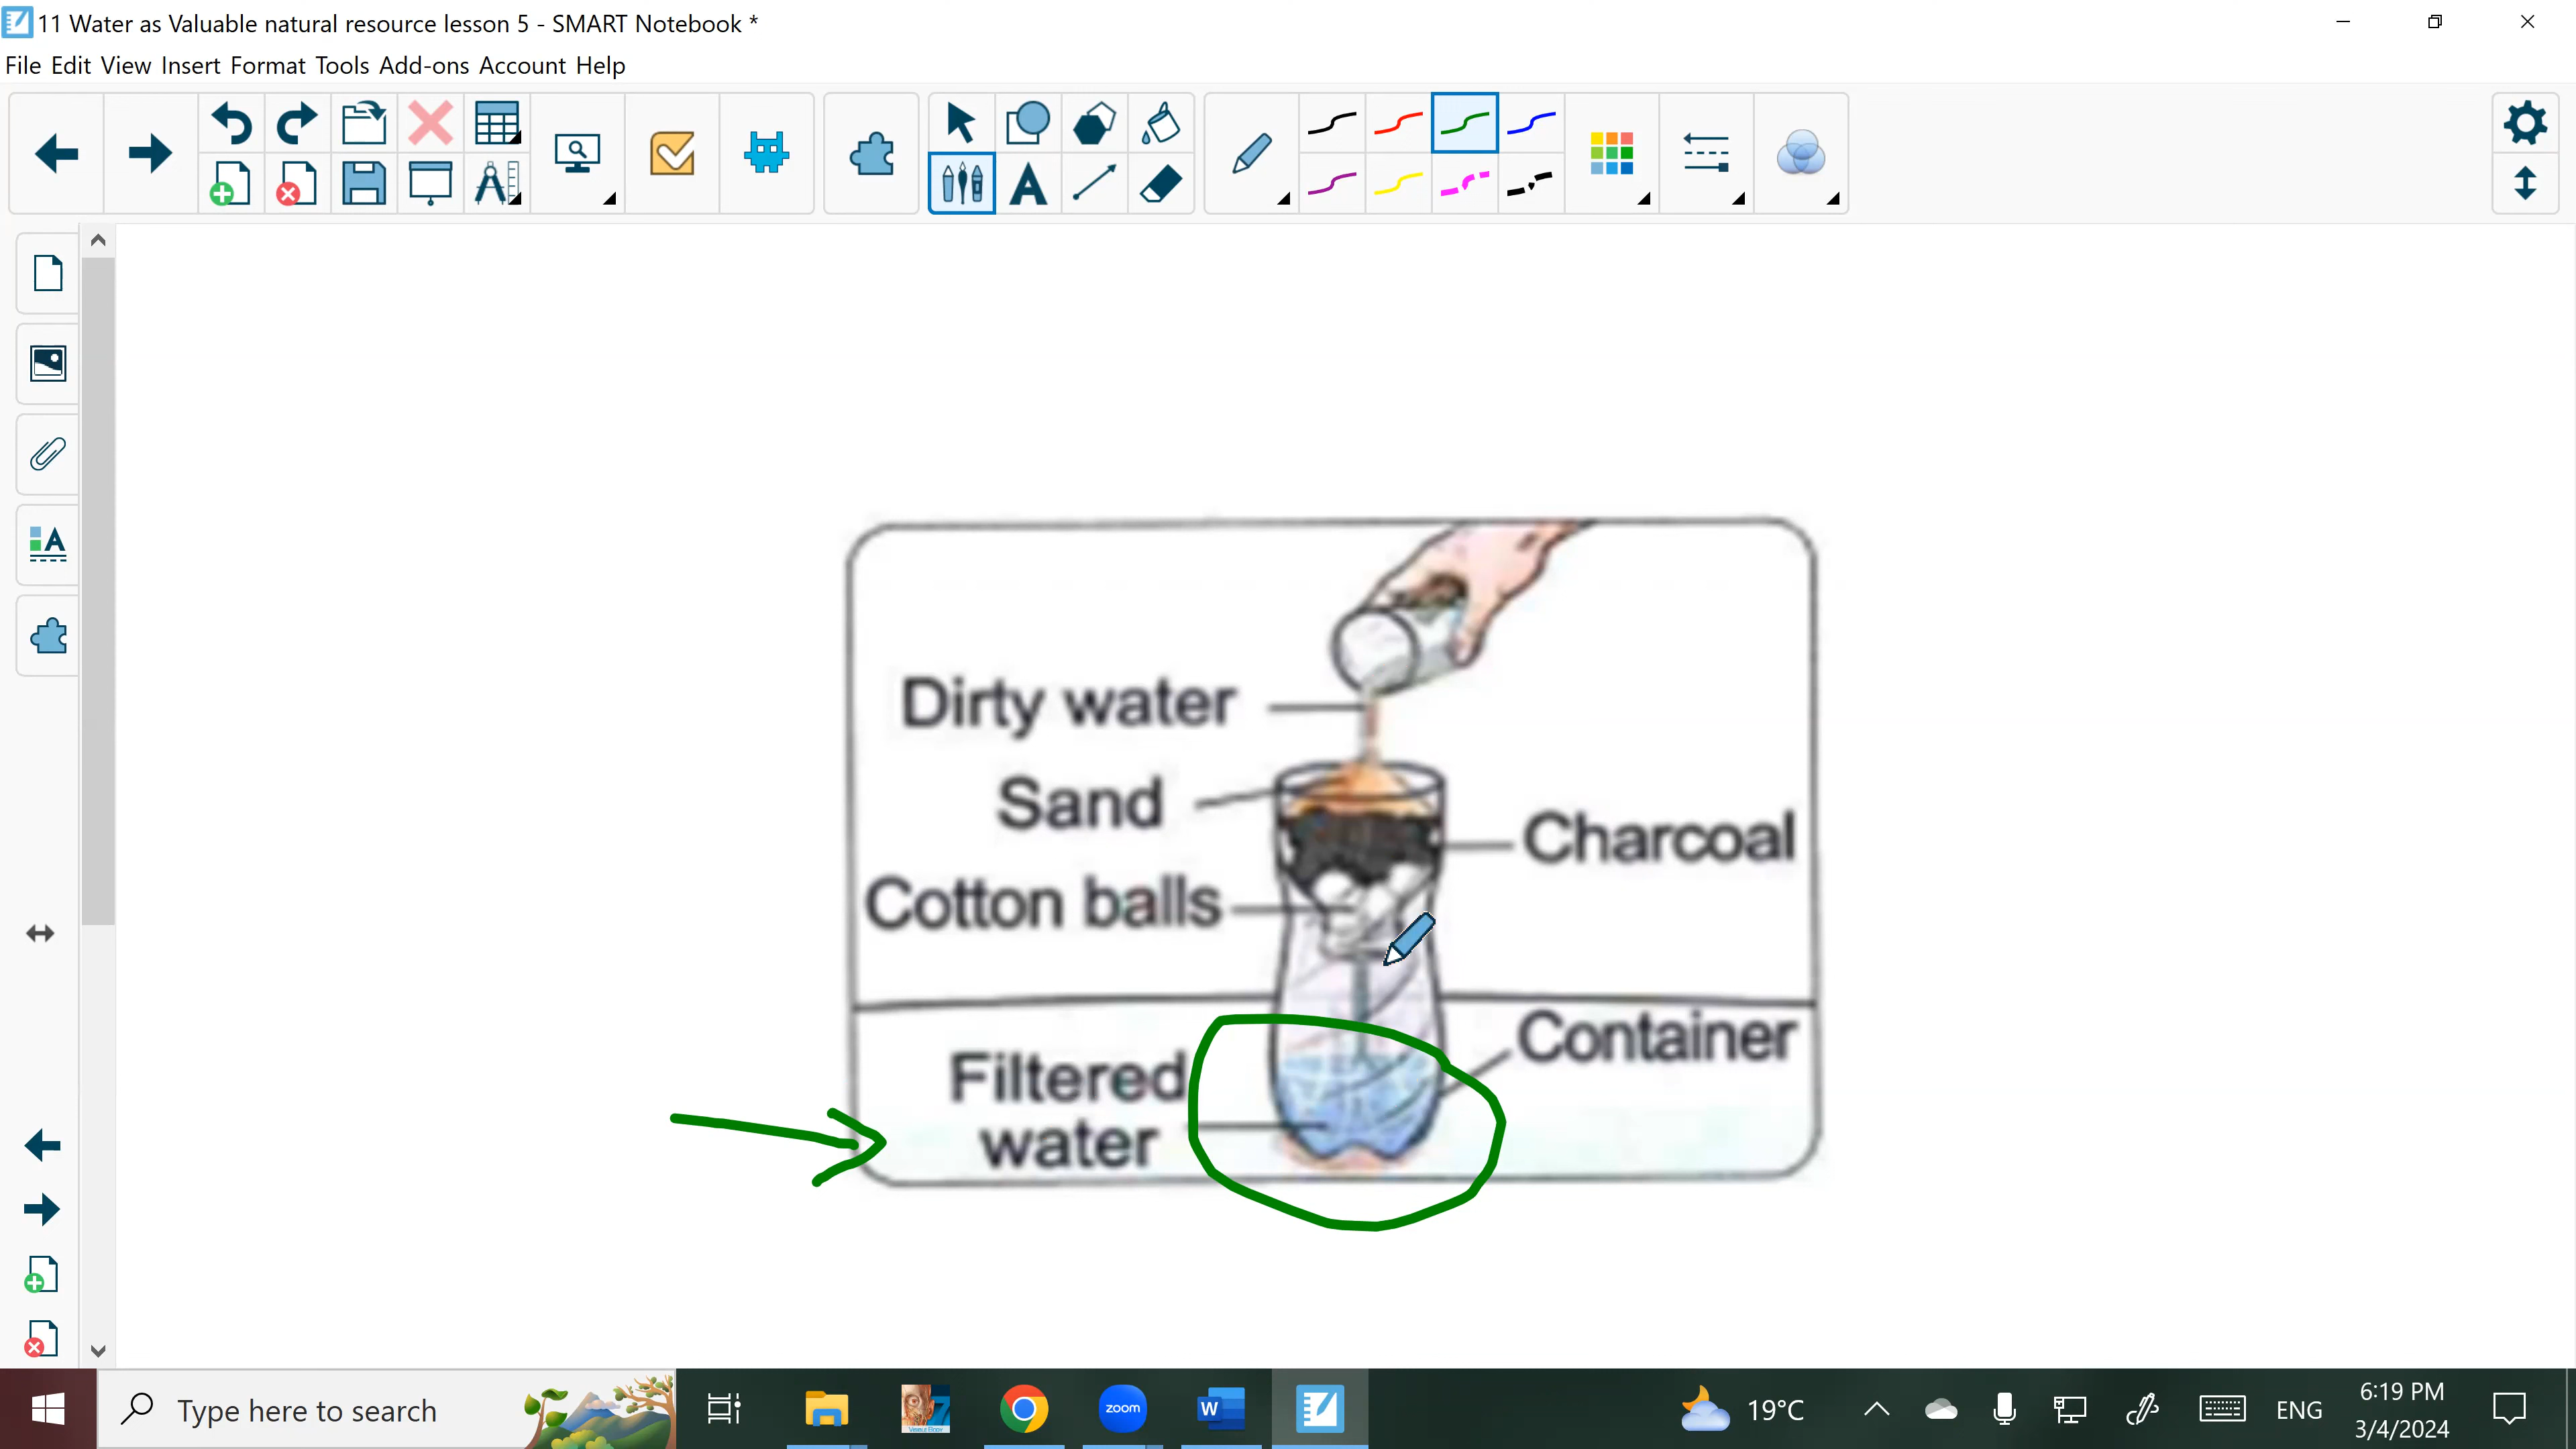 11 Water as Valuable natural resource lesson 5 - SMART Notebook *
File Edit View Insert Format Tools Add-ons Account Help
Dirty water
Sand
Charcoal
Cotton balls
Container
Filtered
water
Type here to search
zoom
W
19°C
ENG
6:19 PM
3/4/2024